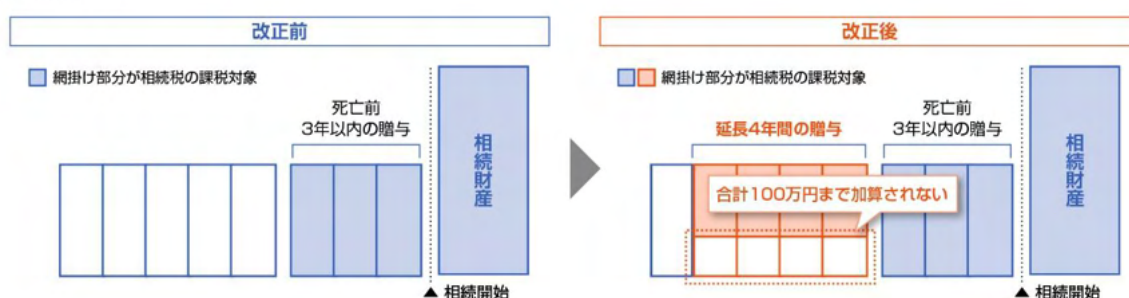 改正前
網掛け部分が相続税の課税対象
死亡前
3年以内の贈与
相続財産
▲ 相続開始
改正後
網掛け部分が相続税の課税対象
延長4年間の贈与
死亡前
3年以内の贈与
合計100万円まで加算されない
相続財産
▲ 相続開始